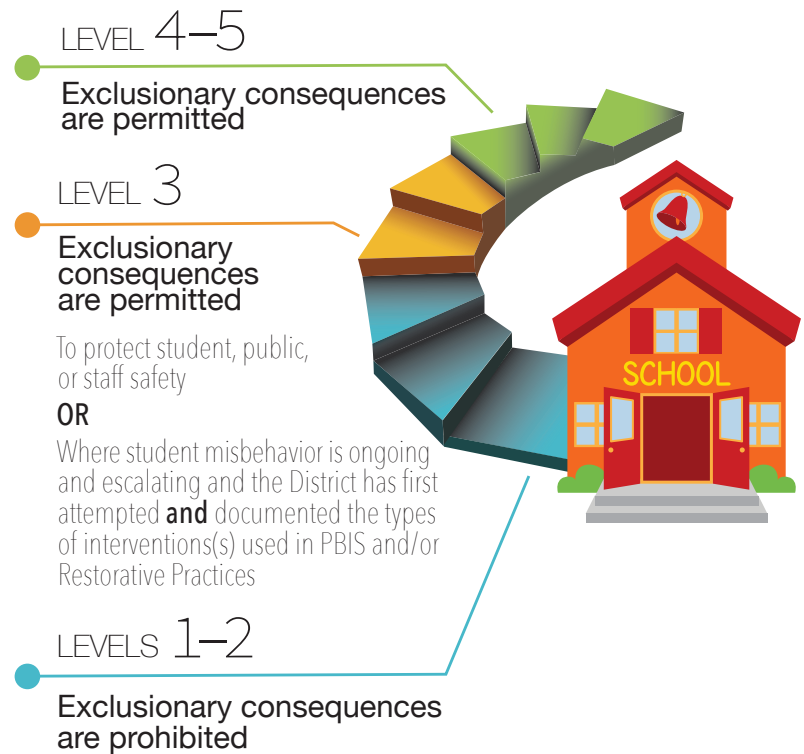 LEVEL 4–5
Exclusionary consequences
are permitted
LEVEL 3
Exclusionary
consequences
are permitted
To protect student, public,
or staff safety
OR
Where student misbehavior is ongoing
and escalating and the District has first
attempted and documented the types
of interventions(s) used in PBIS and/or
Restorative Practices
SCHOOL
LEVELS 1–2
Exclusionary consequences
are prohibited